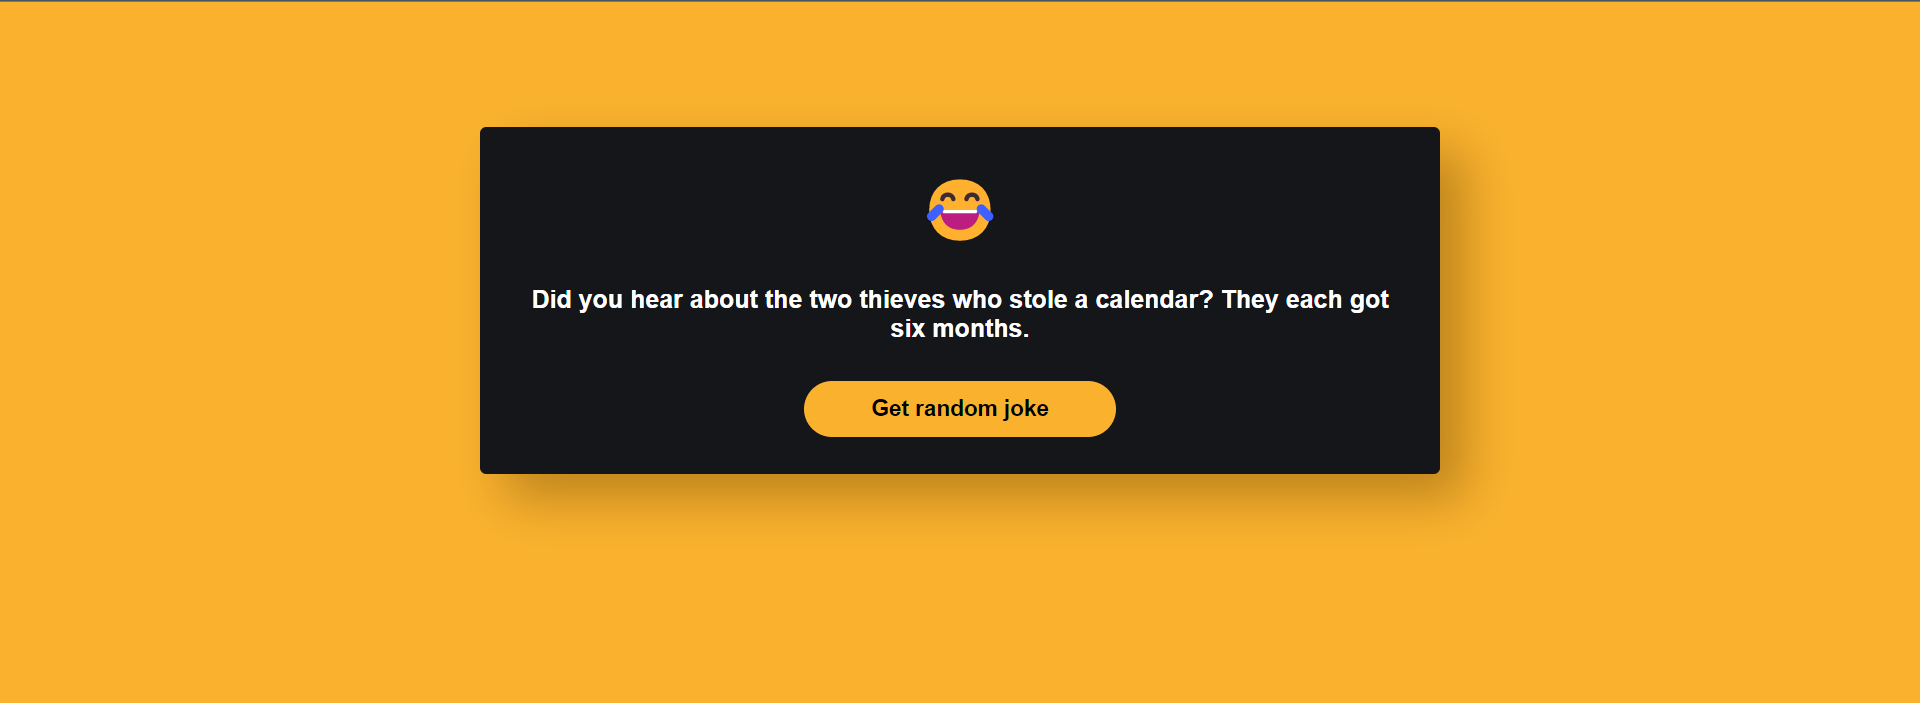 Did you hear about the two thieves who stole a calendar? They each got
six months.
Get random joke